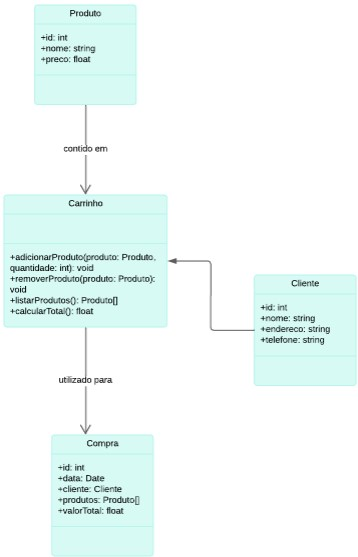 Produto
+id: int
+nome: string
+preco: float
contido em
Carrinho
+adicionarProduto(produto: Produto,
quantidade: int): void
+removerProduto(produto: Produto):
void
+listarProdutos(): Produto[]
+calcularTotal(): float
Cliente
+id: int
+nome: string
+endereco: string
+telefone: string
utilizado para
Compra
+id: int
+data: Date
+cliente: Cliente
+produtos: Produto[]
+valorTotal: float